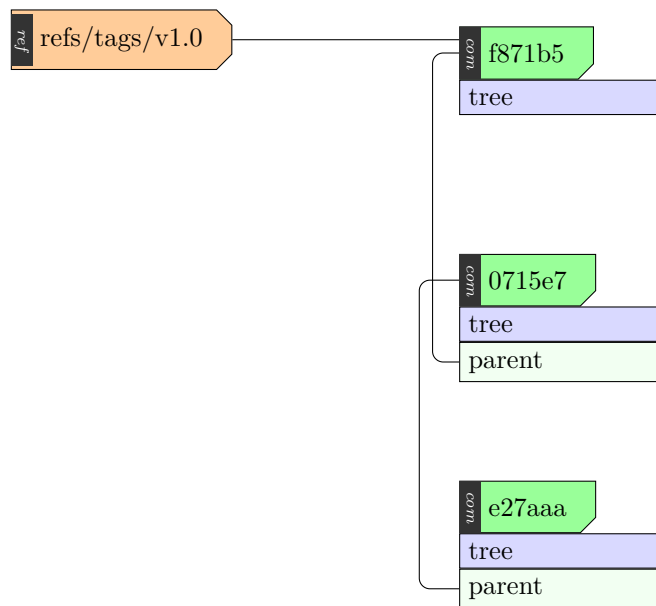 ref refs/tags/v1.0
com f871b5
tree
com 0715e7
tree
parent
com e27aaa
tree
parent